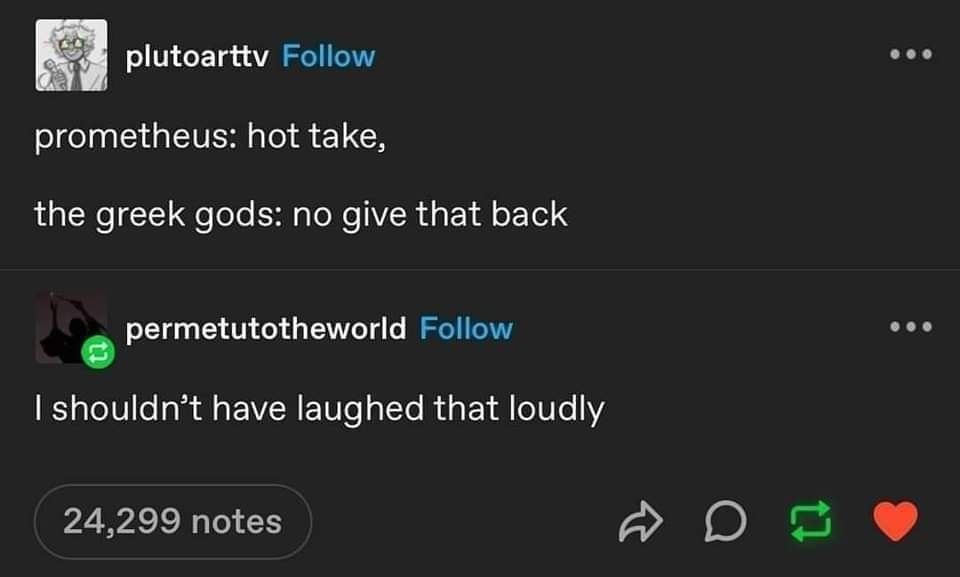 plutoarttv Follow
prometheus: hot take,
the greek gods: no give that back
permetutotheworld Follow
I shouldn’t have laughed that loudly
24,299 notes